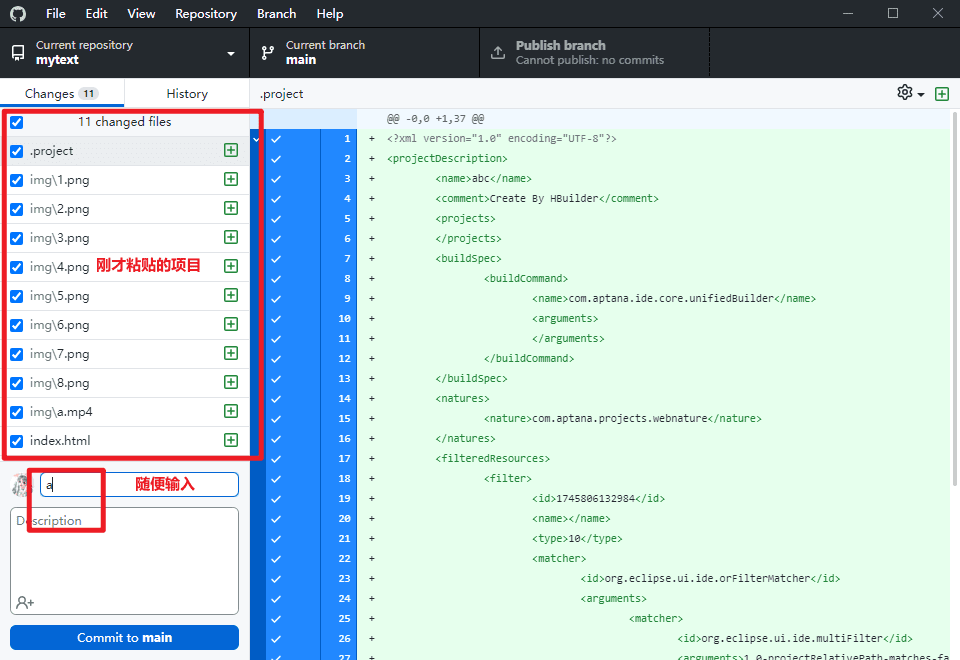 File Edit View Repository Branch Help
Current repository
mytext
Current branch
main
Publish branch
Cannot publish: no commits
Changes 11
History
.project
11 changed files
.project
img\1.png
img\2.png
img\3.png
img\4.png 刚才粘贴的项目
img\5.png
img\6.png
img\7.png
img\8.png
img\a.mp4
index.html
a 随便输入
Description
Commit to main
@@ -0,0 +1,37 @@
1 + <?xml version="1.0" encoding="UTF-8"?>
2 + <projectDescription>
3 + <name>abc</name>
4 + <comment>Create By HBuilder</comment>
5 + <projects>
6 + </projects>
7 + <buildSpec>
8 + <buildCommand>
9 + <name>com.aptana.ide.core.unifiedBuilder</name>
10 + <arguments>
11 + </arguments>
12 + </buildCommand>
13 + </buildSpec>
14 + <natures>
15 + <nature>com.aptana.projects.webnature</nature>
16 + </natures>
17 + <filteredResources>
18 + <filter>
19 + <id>1745806132984</id>
20 + <name></name>
21 + <type>10</type>
22 + <matcher>
23 + <id>org.eclipse.ui.ide.orFilterMatcher</id>
24 + <arguments>
25 + <matcher>
26 + <id>org.eclipse.ui.ide.multiFilter</id>
27 + <arguments>1.0-projectRelativePath-matches-fa